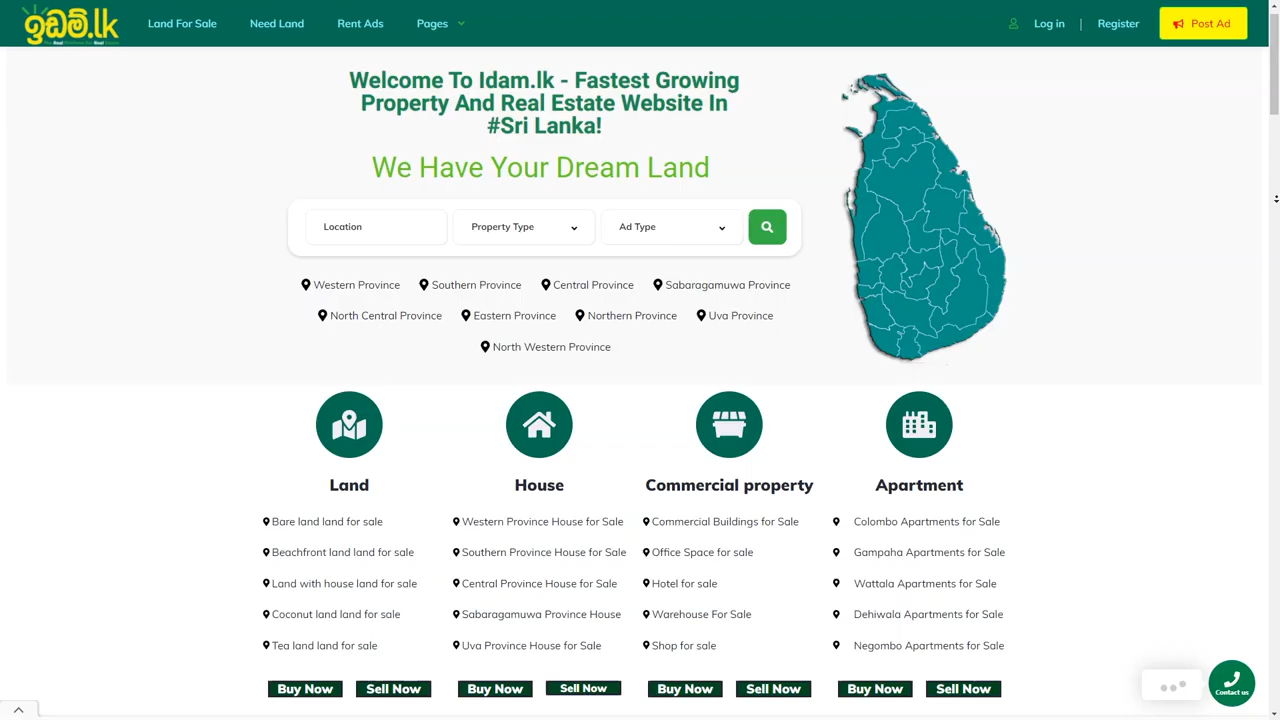 ඉඩම්.lk
Land For Sale
Need Land
Rent Ads
Pages
Log in
|
Register
Post Ad
Welcome To Idam.lk - Fastest Growing
Property And Real Estate Website In
#Sri Lanka!
We Have Your Dream Land
Location
Property Type
Ad Type
Western Province
Southern Province
Central Province
Sabaragamuwa Province
North Central Province
Eastern Province
Northern Province
Uva Province
North Western Province
Land
Bare land land for sale
Beachfront land land for sale
Land with house land for sale
Coconut land land for sale
Tea land land for sale
Buy Now
Sell Now
House
Western Province House for Sale
Southern Province House for Sale
Central Province House for Sale
Sabaragamuwa Province House
Uva Province House for Sale
Buy Now
Sell Now
Commercial property
Commercial Buildings for Sale
Office Space for sale
Hotel for sale
Warehouse For Sale
Shop for sale
Buy Now
Sell Now
Apartment
Colombo Apartments for Sale
Gampaha Apartments for Sale
Wattala Apartments for Sale
Dehiwala Apartments for Sale
Negombo Apartments for Sale
Buy Now
Sell Now
Contact us